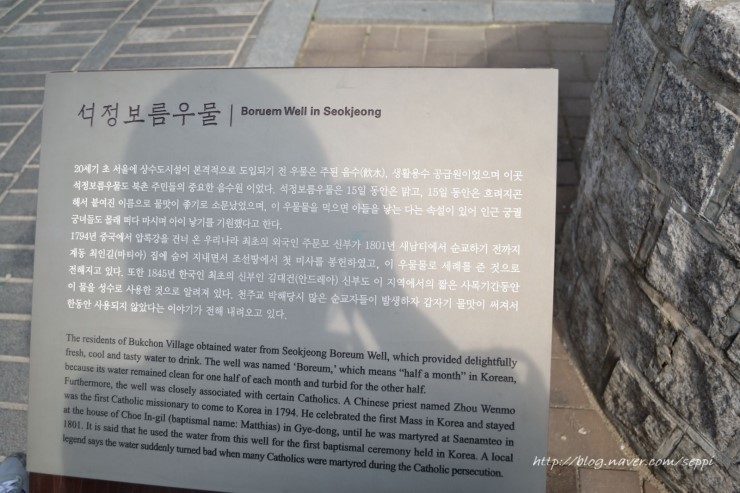 석정보름우물 | Boruem Well in Seokjeong
20세기 초 서울에 상수도시설이 본격적으로 도입되기 전 우물은 주된 음수(飮水), 생활용수 공급원이었으며 이곳
석정보름우물도 북촌 주민들의 중요한 음수원 이었다. 석정보름우물은 15일 동안은 맑고, 15일 동안은 흐려지곤
해서 붙여진 이름으로 물맛이 좋기로 소문났었으며, 이 우물물을 먹으면 아들을 낳는 다는 속설이 있어 인근 궁궐
궁녀들도 몰래 떠다 마시며 아이 낳기를 기원했다고 한다.
1794년 중국에서 압록강을 건너 온 우리나라 최초의 외국인 주문모 신부가 1801년 새남터에서 순교하기 전까지
계동 최인길(마티아) 집에 숨어 지내면서 조선땅에서 첫 미사를 봉헌하였고, 이 우물물로 세례를 준 것으로
전해지고 있다. 또한 1845년 한국인 최초의 신부인 김대건(안드레아) 신부도 이 지역에서의 짧은 사목기간동안
이 물을 성수로 사용한 것으로 알려져 있다. 천주교 박해당시 많은 순교자들이 발생하자 갑자기 물맛이 써져서
한동안 사용되지 않았다는 이야기가 전해 내려오고 있다.
The residents of Bukchon Village obtained water from Seokjeong Boreum Well, which provided delightfully
fresh, cool and tasty water to drink. The well was named ‘Boreum,’ which means “half a month” in Korean,
because its water remained clean for one half of each month and turbid for the other half.
Furthermore, the well was closely associated with certain Catholics. A Chinese priest named Zhou Wenmo
was the first Catholic missionary to come to Korea in 1794. He celebrated the first Mass in Korea and stayed
at the house of Choe In-gil (baptismal name: Matthias) in Gye-dong, until he was martyred at Saenamteo in
1801. It is said that he used the water from this well for the first baptismal ceremony held in Korea. A local
legend says the water suddenly turned bad when many Catholics were martyred during the Catholic persecution.
http://blog.naver.com/seppi